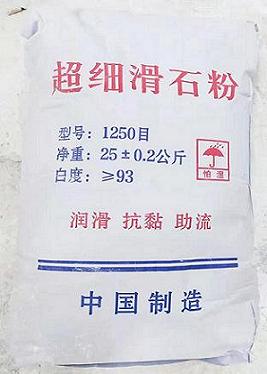 超细滑石粉
型号：1250目
净重：25±0.2公斤
白度：≥93
怕湿
润滑 抗黏 助流
中国制造